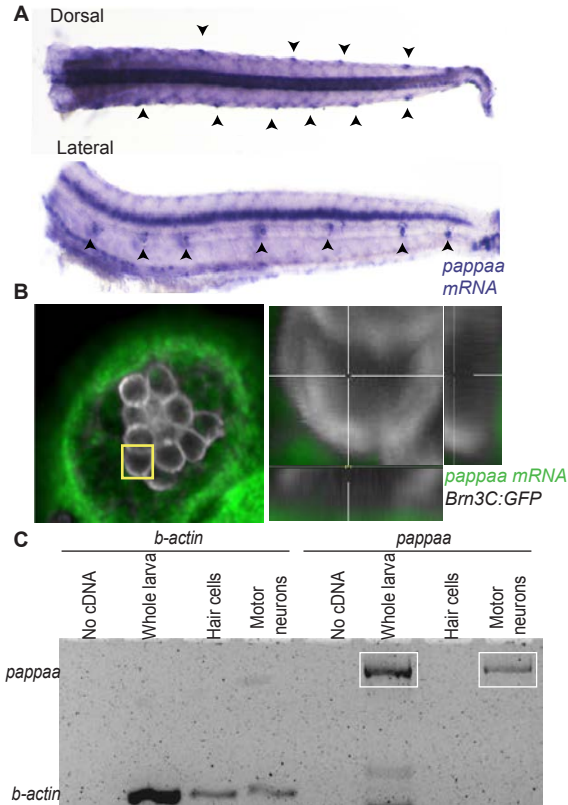 A
Dorsal
Lateral
pappaa
mRNA
B
pappaa mRNA
Brn3C:GFP
C
b-actin pappaa
No cDNA Whole larva Hair cells Motor neurons No cDNA Whole larva Hair cells Motor neurons
pappaa
b-actin